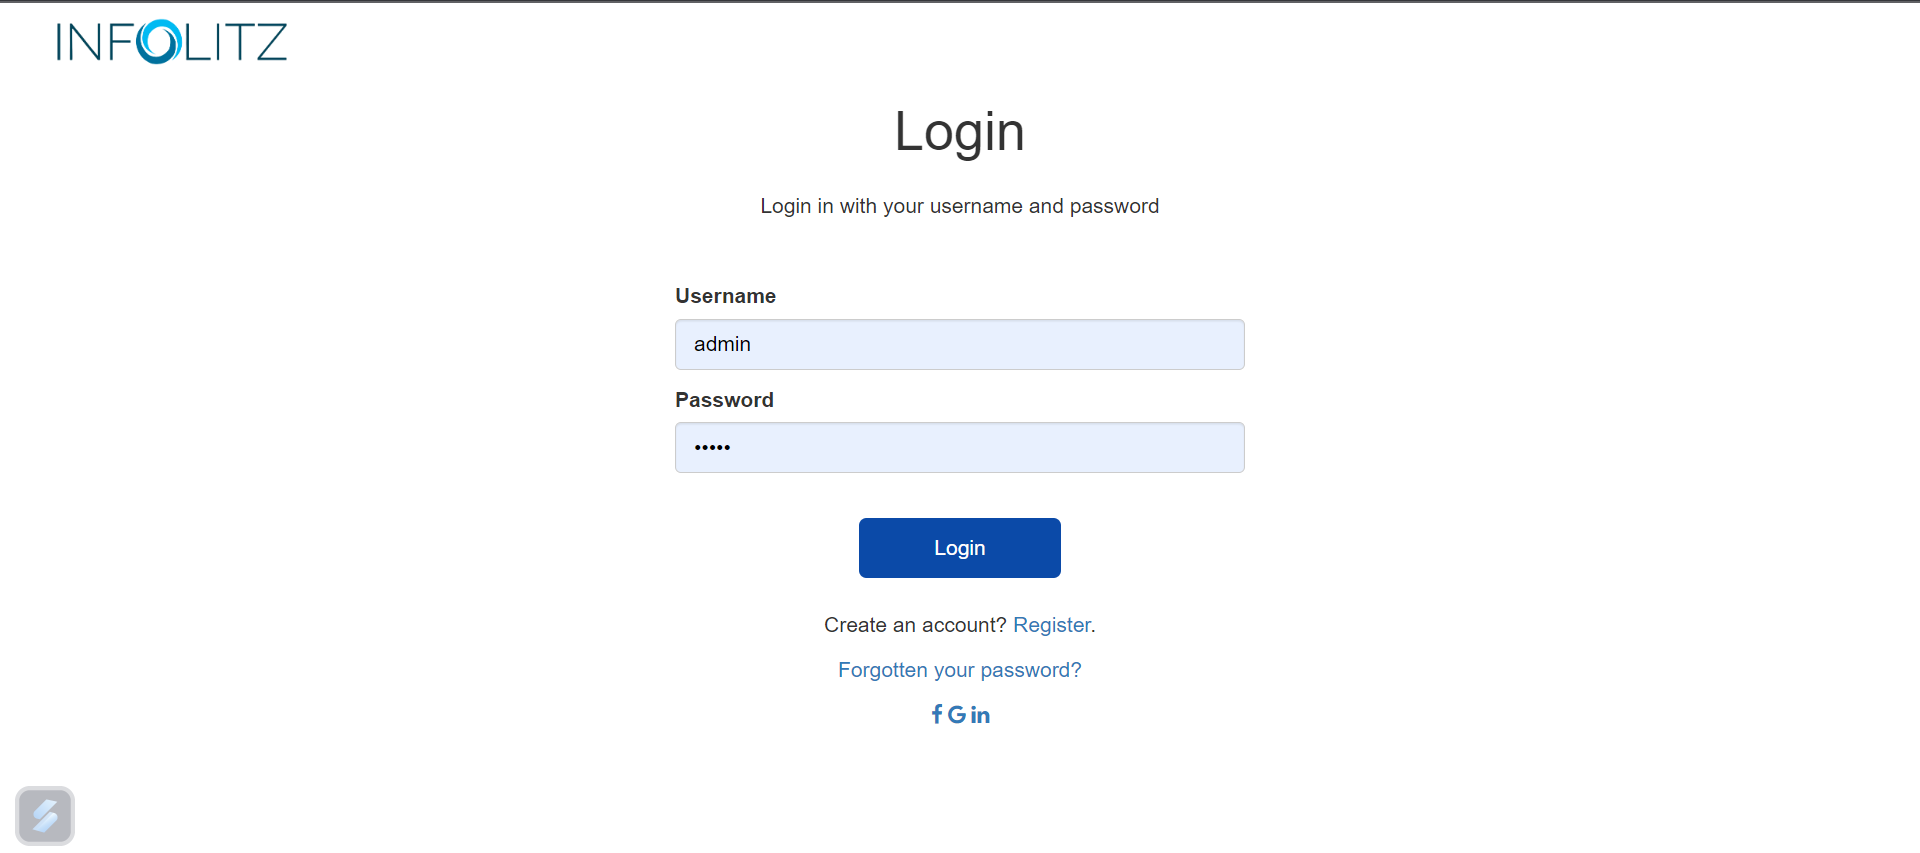 INFOLITZ
Login
Login in with your username and password
Username
admin
Password
•••••
Login
Create an account? Register.
Forgotten your password?
f G in